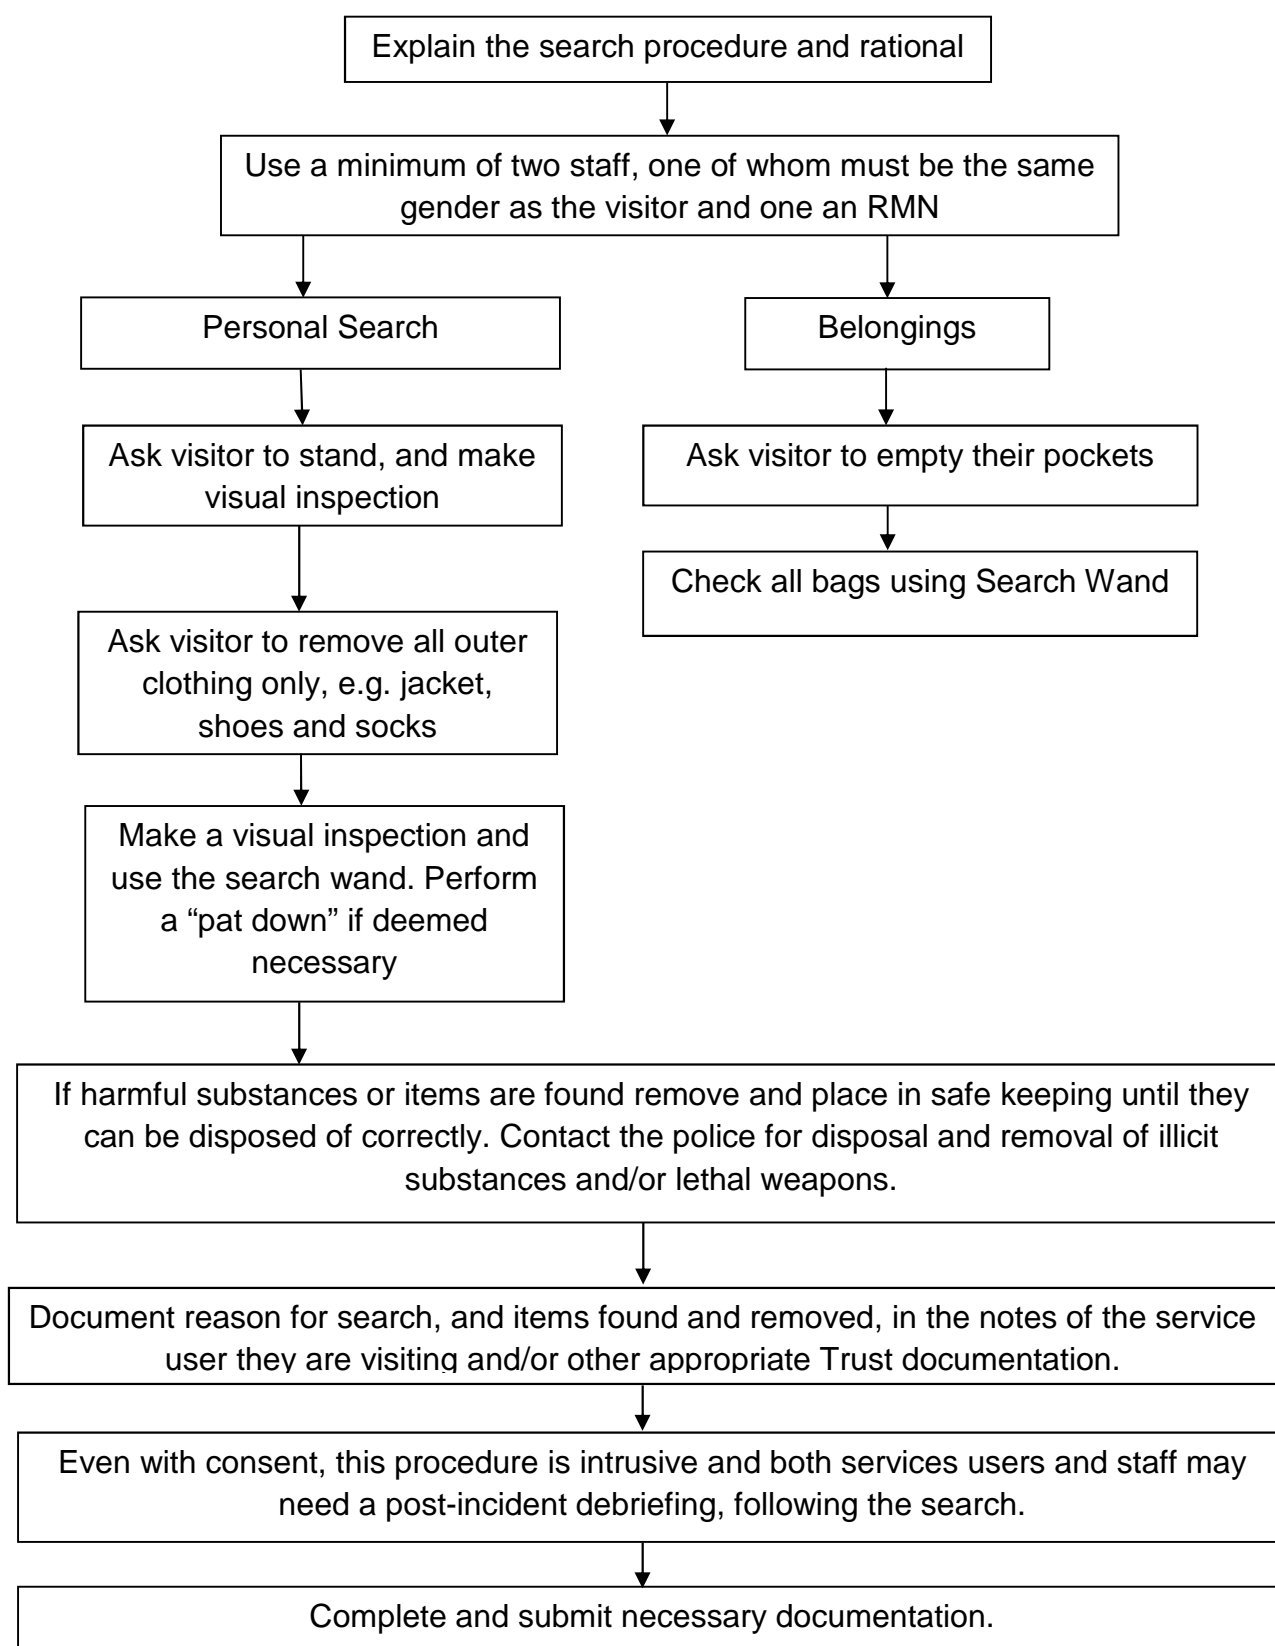 Explain the search procedure and rational
Use a minimum of two staff, one of whom must be the same
gender as the visitor and one an RMN
Personal Search
Belongings
Ask visitor to stand, and make
visual inspection
Ask visitor to empty their pockets
Check all bags using Search Wand
Ask visitor to remove all outer
clothing only, e.g. jacket,
shoes and socks
Make a visual inspection and
use the search wand. Perform
a “pat down” if deemed
necessary
If harmful substances or items are found remove and place in safe keeping until they
can be disposed of correctly. Contact the police for disposal and removal of illicit
substances and/or lethal weapons.
Document reason for search, and items found and removed, in the notes of the service
user they are visiting and/or other appropriate Trust documentation.
Even with consent, this procedure is intrusive and both services users and staff may
need a post-incident debriefing, following the search.
Complete and submit necessary documentation.